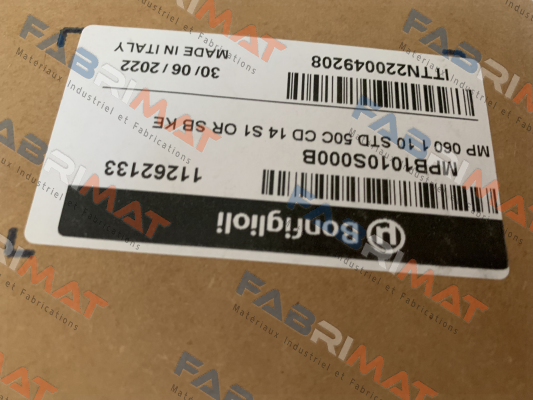 Bonfiglioli
11262133
MPB1010S000B
MP 060 1 10 STD 50C CD 14 S1 OR SB KE
30/06/2022
MADE IN ITALY
ITTN220049208
FABRIMAT
Materiaux Industriel et Fabrications